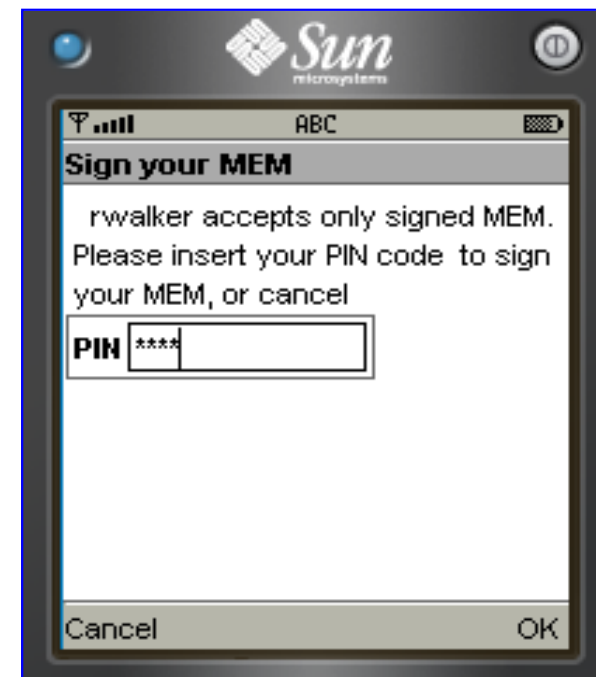 Sun
microsystems
ABC
Sign your MEM
rwalker accepts only signed MEM.
Please insert your PIN code to sign
your MEM, or cancel
PIN ****
Cancel OK